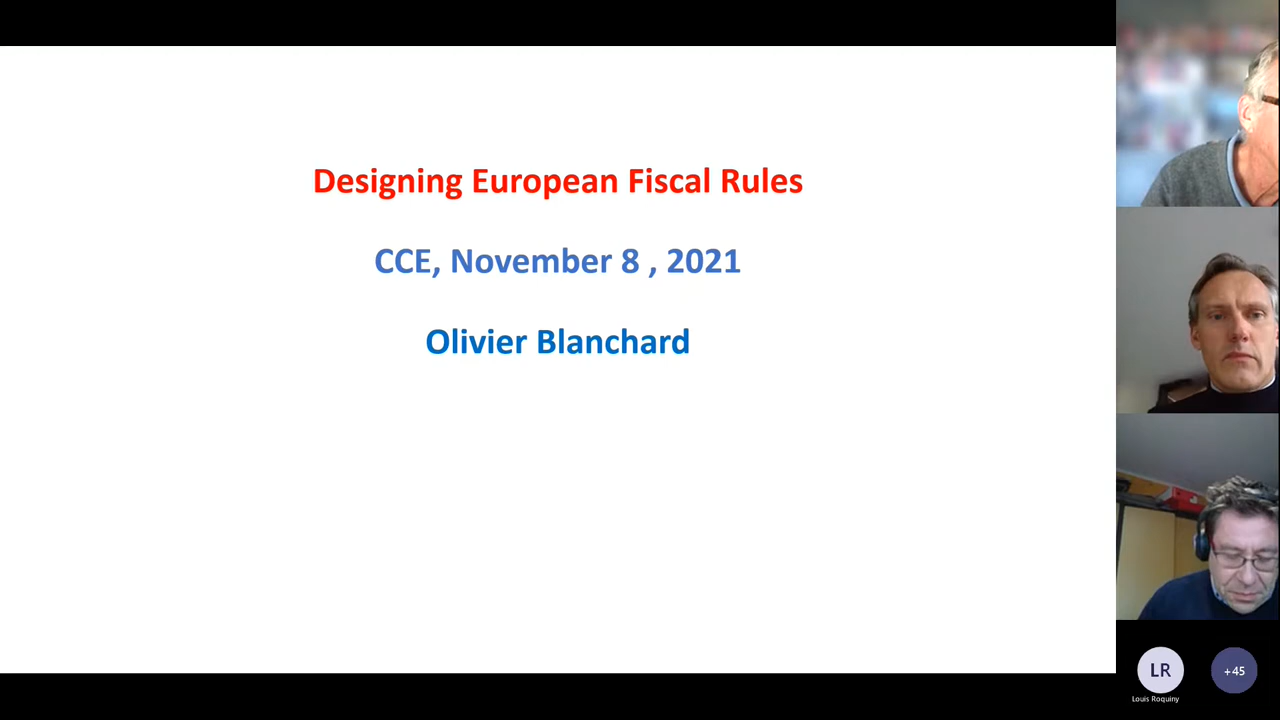 Designing European Fiscal Rules
CCE, November 8 , 2021
Olivier Blanchard
LR
+45
Louis Roquiny